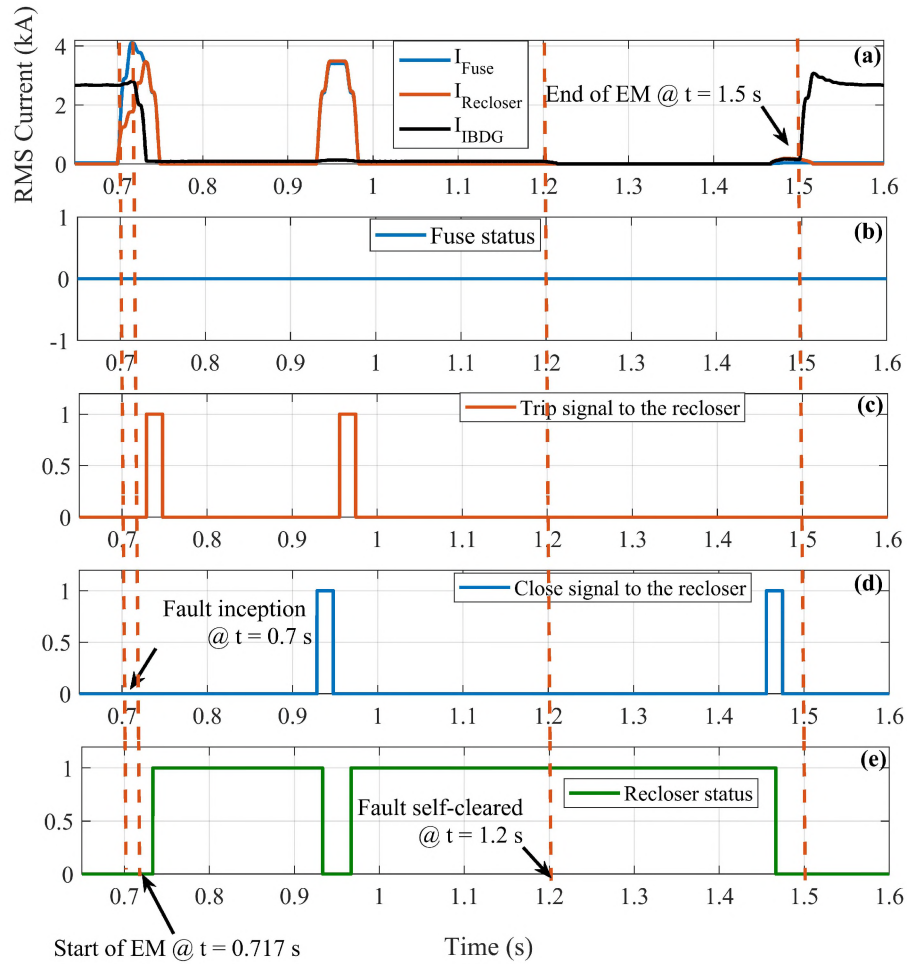 RMS Current (kA)
4
2
0
(a)
I_Fuse
I_Recloser
I_IBDG
End of EM @ t = 1.5 s
0.7 0.8 0.9 1 1.1 1.2 1.3 1.4 1.5 1.6
1
0
-1
(b)
Fuse status
0.7 0.8 0.9 1 1.1 1.2 1.3 1.4 1.5 1.6
1
0.5
0
(c)
Trip signal to the recloser
0.7 0.8 0.9 1 1.1 1.2 1.3 1.4 1.5 1.6
1
0.5
0
(d)
Close signal to the recloser
Fault inception
@ t = 0.7 s
0.7 0.8 0.9 1 1.1 1.2 1.3 1.4 1.5 1.6
1
0.5
0
(e)
Recloser status
Fault self-cleared
@ t = 1.2 s
0.7 0.8 0.9 1 1.1 1.2 1.3 1.4 1.5 1.6
Start of EM @ t = 0.717 s
Time (s)